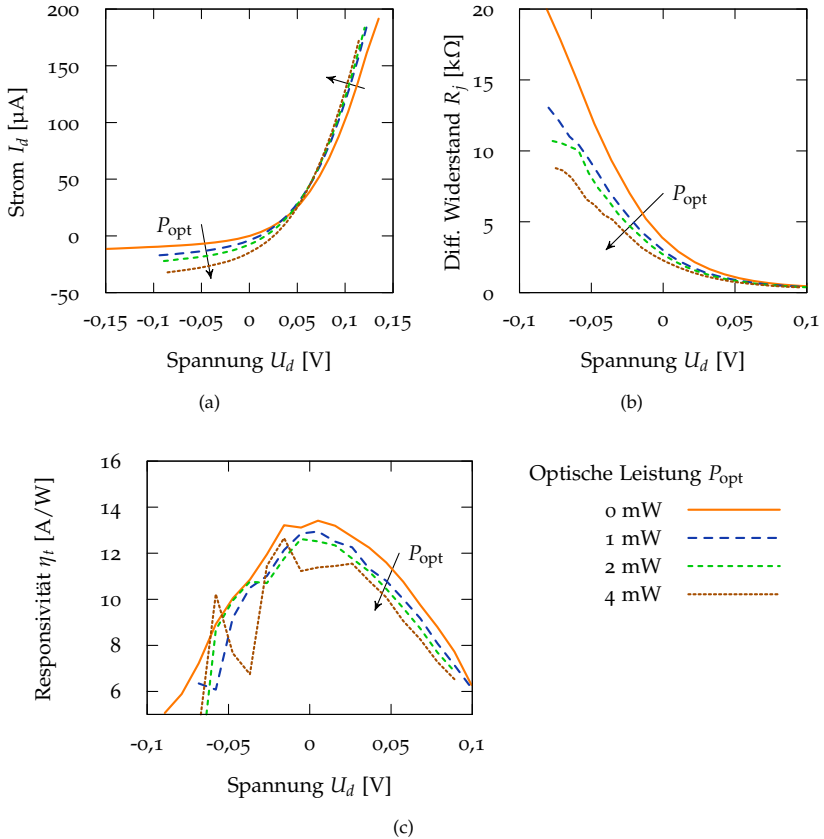 200
150
100
50
0
-50
-0,15
-0,1
-0,05
0
0,05
0,1
0,15
Strom I_d [µA]
Spannung U_d [V]
P_opt
(a)
20
15
10
5
0
-0,1
-0,05
0
0,05
0,1
Diff. Widerstand R_j [kΩ]
Spannung U_d [V]
P_opt
(b)
16
14
12
10
8
6
-0,1
-0,05
0
0,05
0,1
Responsivität η_t [A/W]
Spannung U_d [V]
P_opt
Optische Leistung P_opt
0 mW
1 mW
2 mW
4 mW
(c)